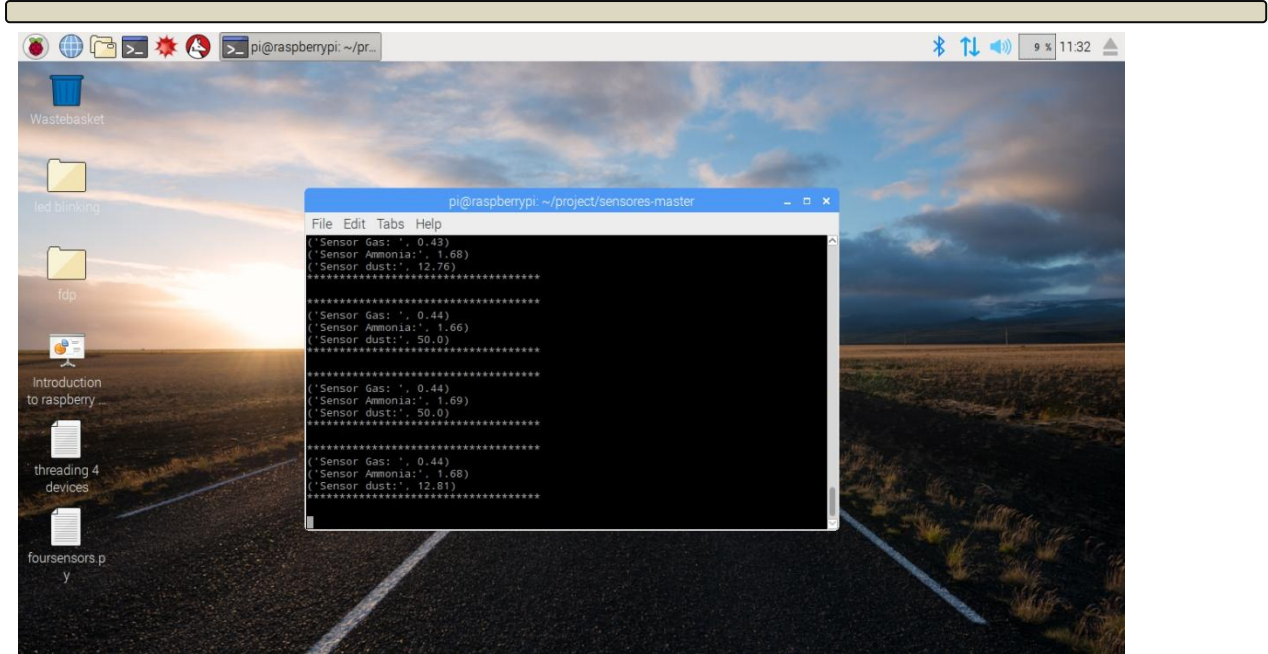 pi@raspberrypi: ~/pr...
9 %
11:32
Wastebasket
led blinking
fdp
Introduction
to raspberry ...
threading 4
devices
foursensors.p
y
pi@raspberrypi: ~/project/sensores-master
File Edit Tabs Help
('Sensor Gas: ', 0.43)
('Sensor Ammonia:', 1.68)
('Sensor dust:', 12.76)
************************************

************************************
('Sensor Gas: ', 0.44)
('Sensor Ammonia:', 1.66)
('Sensor dust:', 50.0)
************************************

************************************
('Sensor Gas: ', 0.44)
('Sensor Ammonia:', 1.69)
('Sensor dust:', 50.0)
************************************

************************************
('Sensor Gas: ', 0.44)
('Sensor Ammonia:', 1.68)
('Sensor dust:', 12.81)
************************************